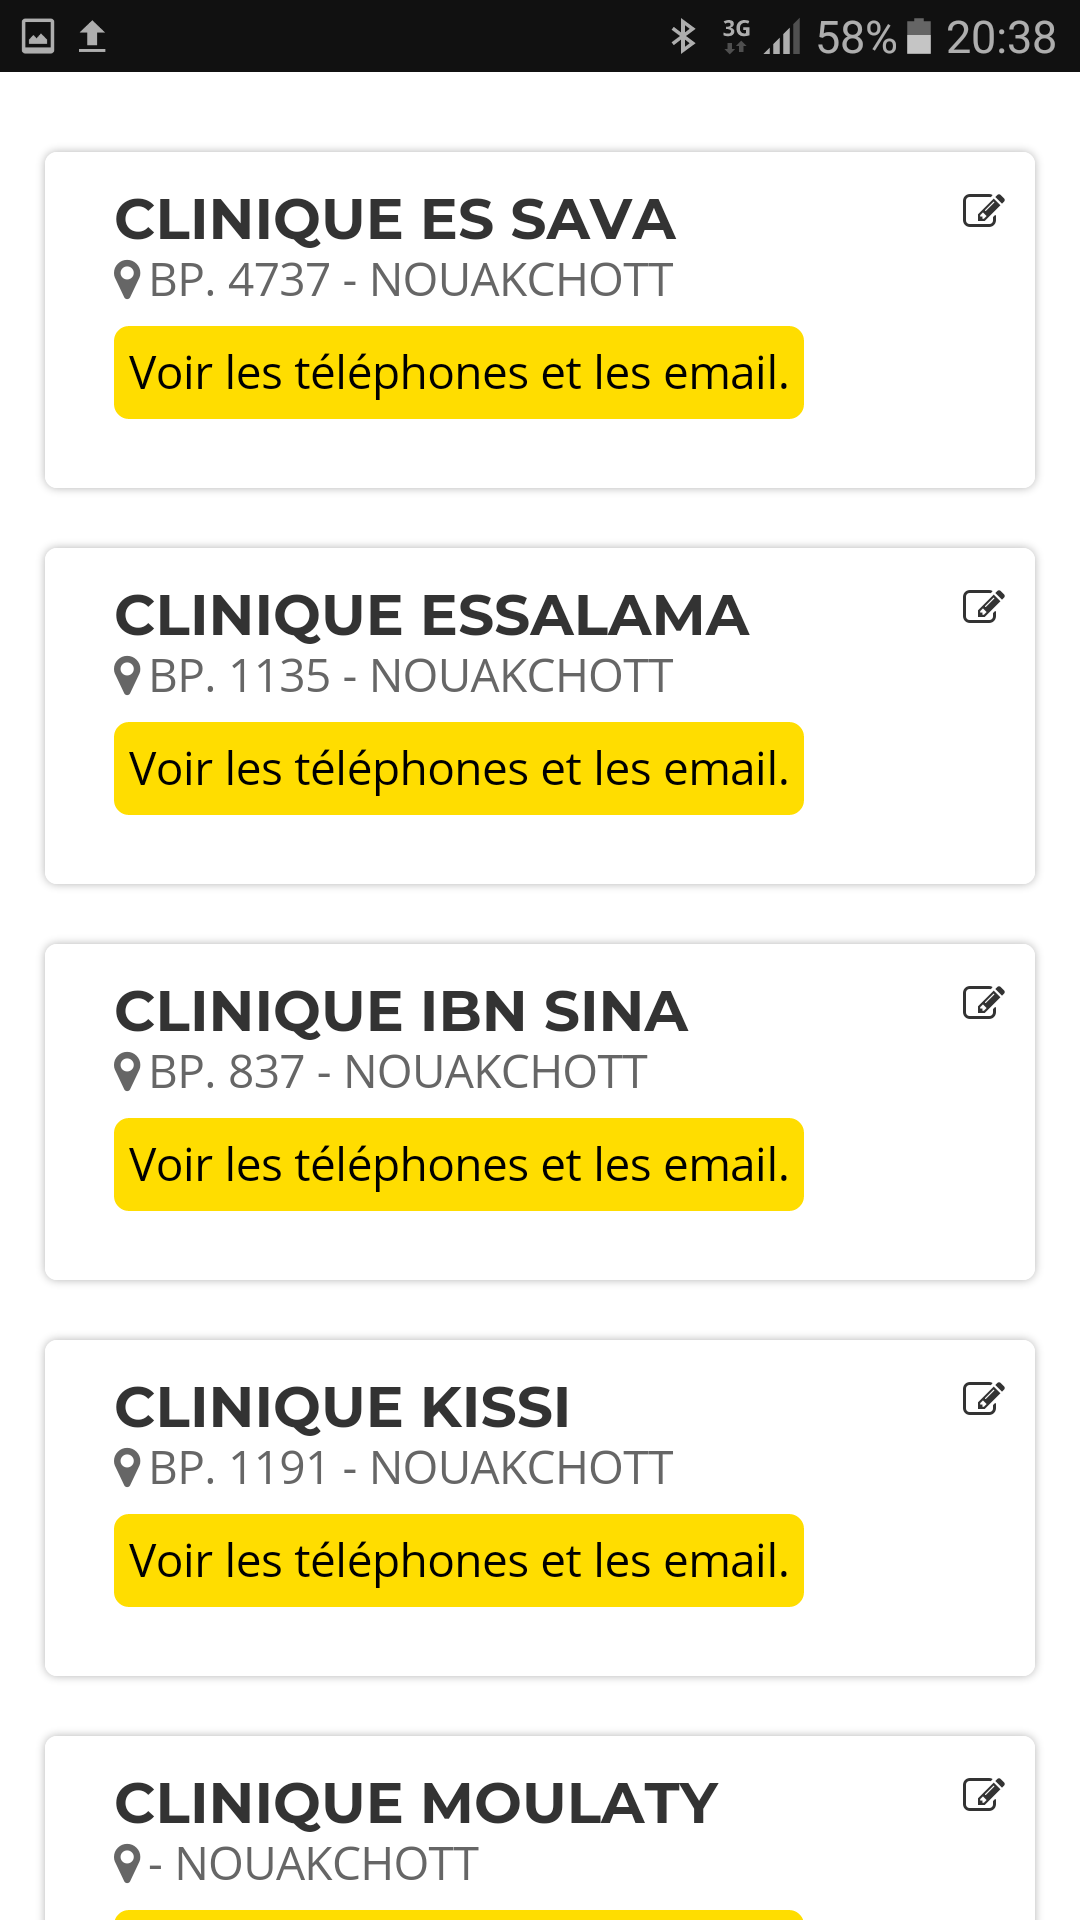 3G 58% 20:38
CLINIQUE ES SAVA
BP. 4737 - NOUAKCHOTT
Voir les téléphones et les email.
CLINIQUE ESSALAMA
BP. 1135 - NOUAKCHOTT
Voir les téléphones et les email.
CLINIQUE IBN SINA
BP. 837 - NOUAKCHOTT
Voir les téléphones et les email.
CLINIQUE KISSI
BP. 1191 - NOUAKCHOTT
Voir les téléphones et les email.
CLINIQUE MOULATY
- NOUAKCHOTT